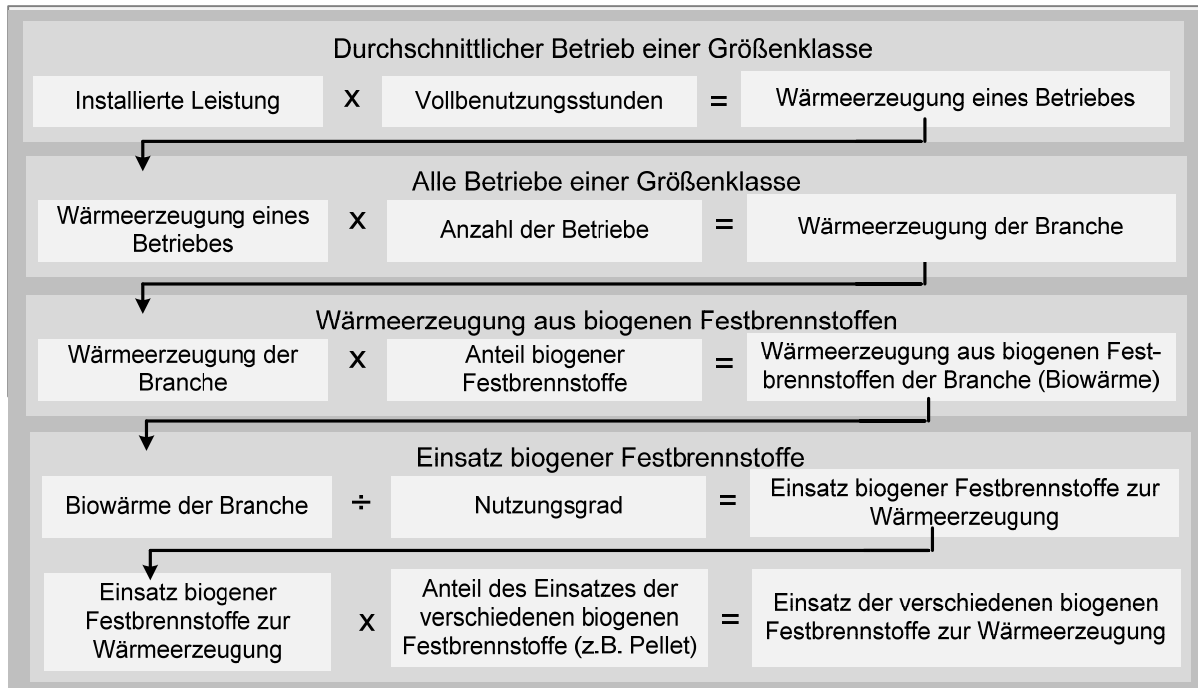 Durchschnittlicher Betrieb einer Größenklasse
Installierte Leistung x Vollbenutzungsstunden = Wärmeerzeugung eines Betriebes
Alle Betriebe einer Größenklasse
Wärmeerzeugung eines
Betriebes
x
Anzahl der Betriebe
=
Wärmeerzeugung der Branche
Wärmeerzeugung aus biogenen Festbrennstoffen
Wärmeerzeugung der
Branche
x
Anteil biogener
Festbrennstoffe
=
Wärmeerzeugung aus biogenen Fest-
brennstoffen der Branche (Biowärme)
Einsatz biogener Festbrennstoffe
Biowärme der Branche
÷
Nutzungsgrad
=
Einsatz biogener Festbrennstoffe zur
Wärmeerzeugung
Einsatz biogener
Festbrennstoffe zur
Wärmeerzeugung
x
Anteil des Einsatzes der
verschiedenen biogenen
Festbrennstoffe (z.B. Pellet)
=
Einsatz der verschiedenen biogenen
Festbrennstoffe zur Wärmeerzeugung